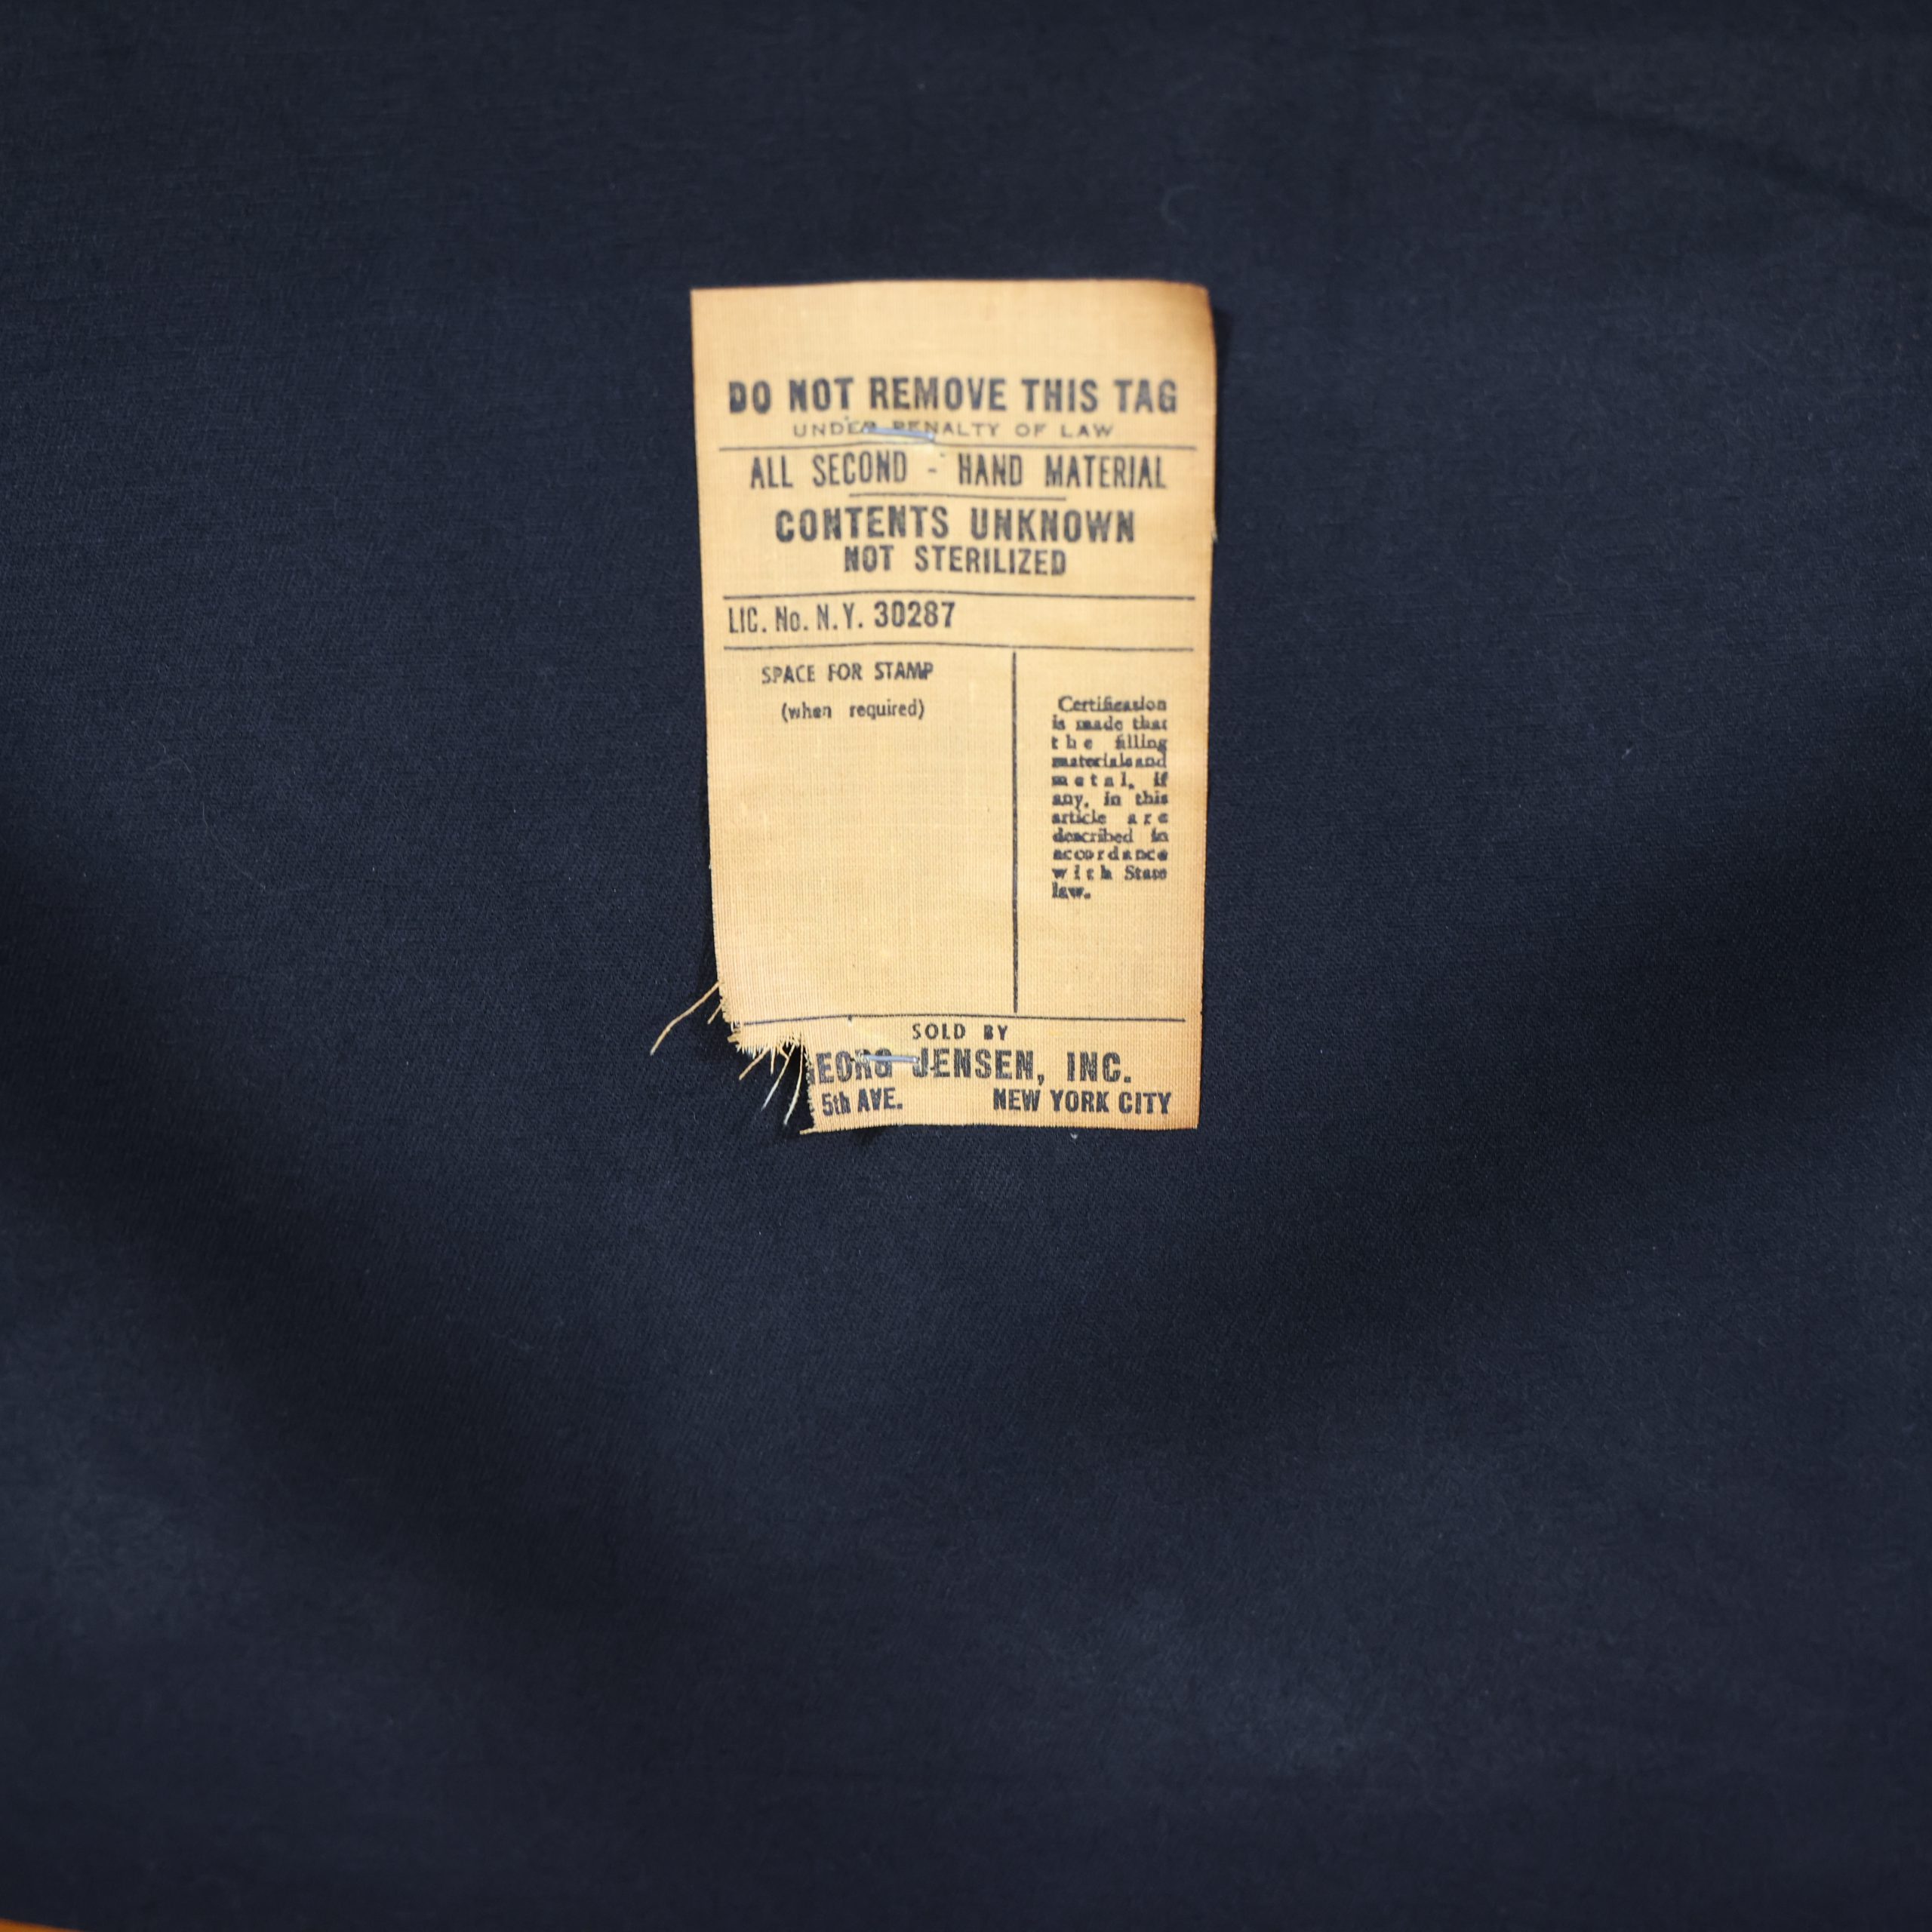 DO NOT REMOVE THIS TAG
UNDER PENALTY OF LAW
ALL SECOND - HAND MATERIAL
CONTENTS UNKNOWN
NOT STERILIZED
LIC. No. N.Y. 30287
SPACE FOR STAMP
(when required)
Certification
is made that
the filling
materials and
metal, if
any, in this
article are
described in
accordance
with State
law.
SOLD BY
EORG JENSEN, INC.
5th AVE. NEW YORK CITY